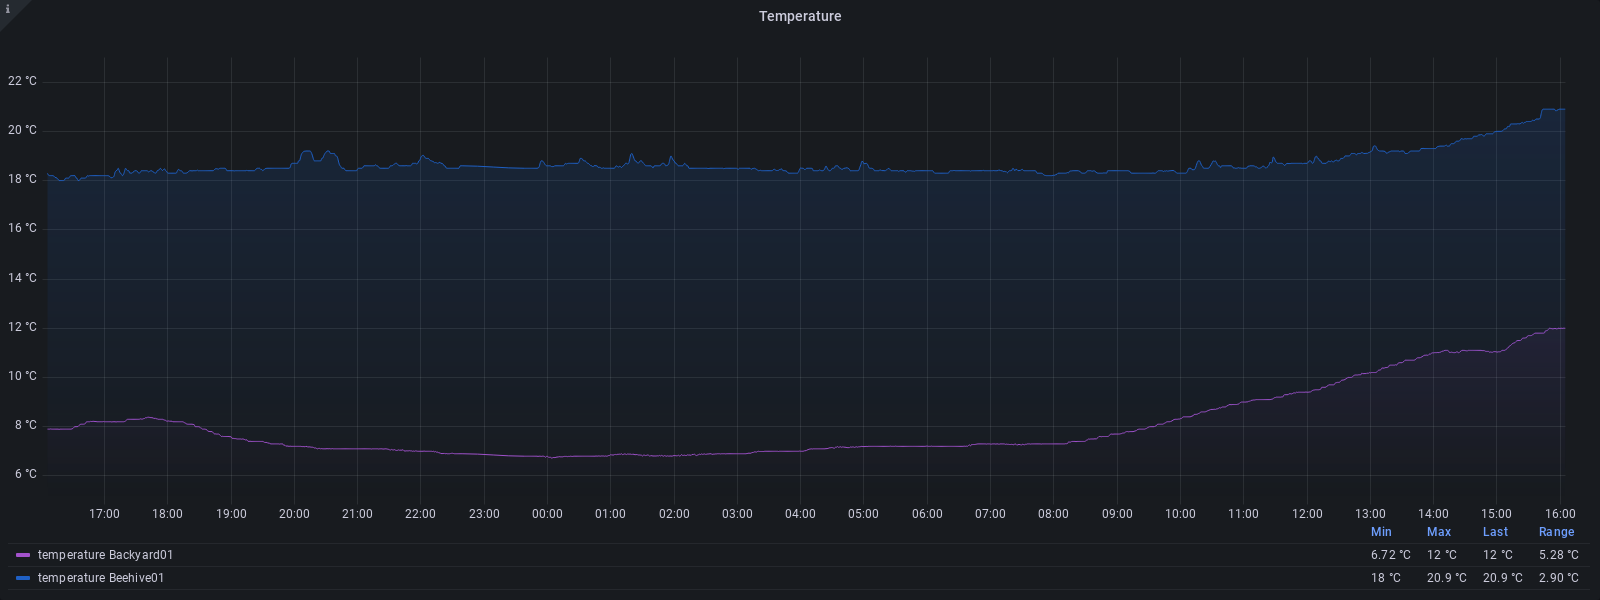 i
Temperature
22 °C
20 °C
18 °C
16 °C
14 °C
12 °C
10 °C
8 °C
6 °C
17:00 18:00 19:00 20:00 21:00 22:00 23:00 00:00 01:00 02:00 03:00 04:00 05:00 06:00 07:00 08:00 09:00 10:00 11:00 12:00 13:00 14:00 15:00 16:00
Min Max Last Range
temperature Backyard01 6.72 °C 12 °C 12 °C 5.28 °C
temperature Beehive01 18 °C 20.9 °C 20.9 °C 2.90 °C